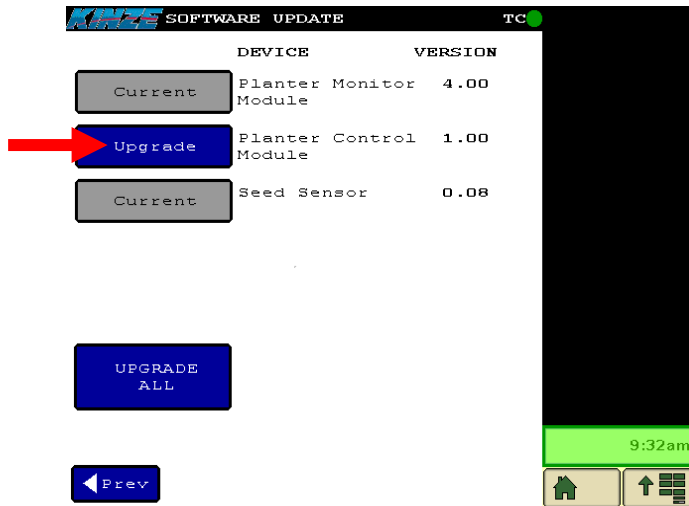 KINZE SOFTWARE UPDATE TC
DEVICE VERSION
Current Planter Monitor Module 4.00
Upgrade Planter Control Module 1.00
Current Seed Sensor 0.08
UPGRADE ALL
Prev
9:32am